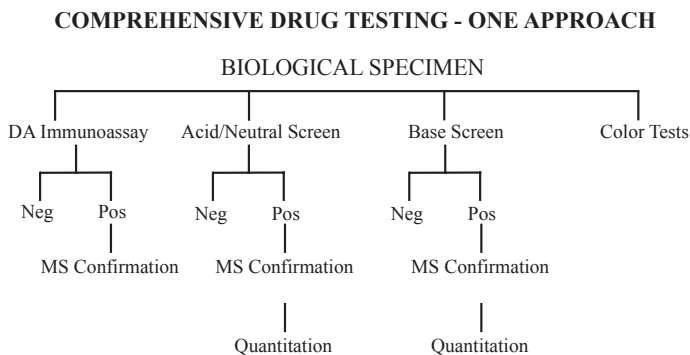 COMPREHENSIVE DRUG TESTING - ONE APPROACH
BIOLOGICAL SPECIMEN
DA Immunoassay Acid/Neutral Screen Base Screen Color Tests
Neg Pos Neg Pos Neg Pos
MS Confirmation MS Confirmation MS Confirmation
Quantitation Quantitation